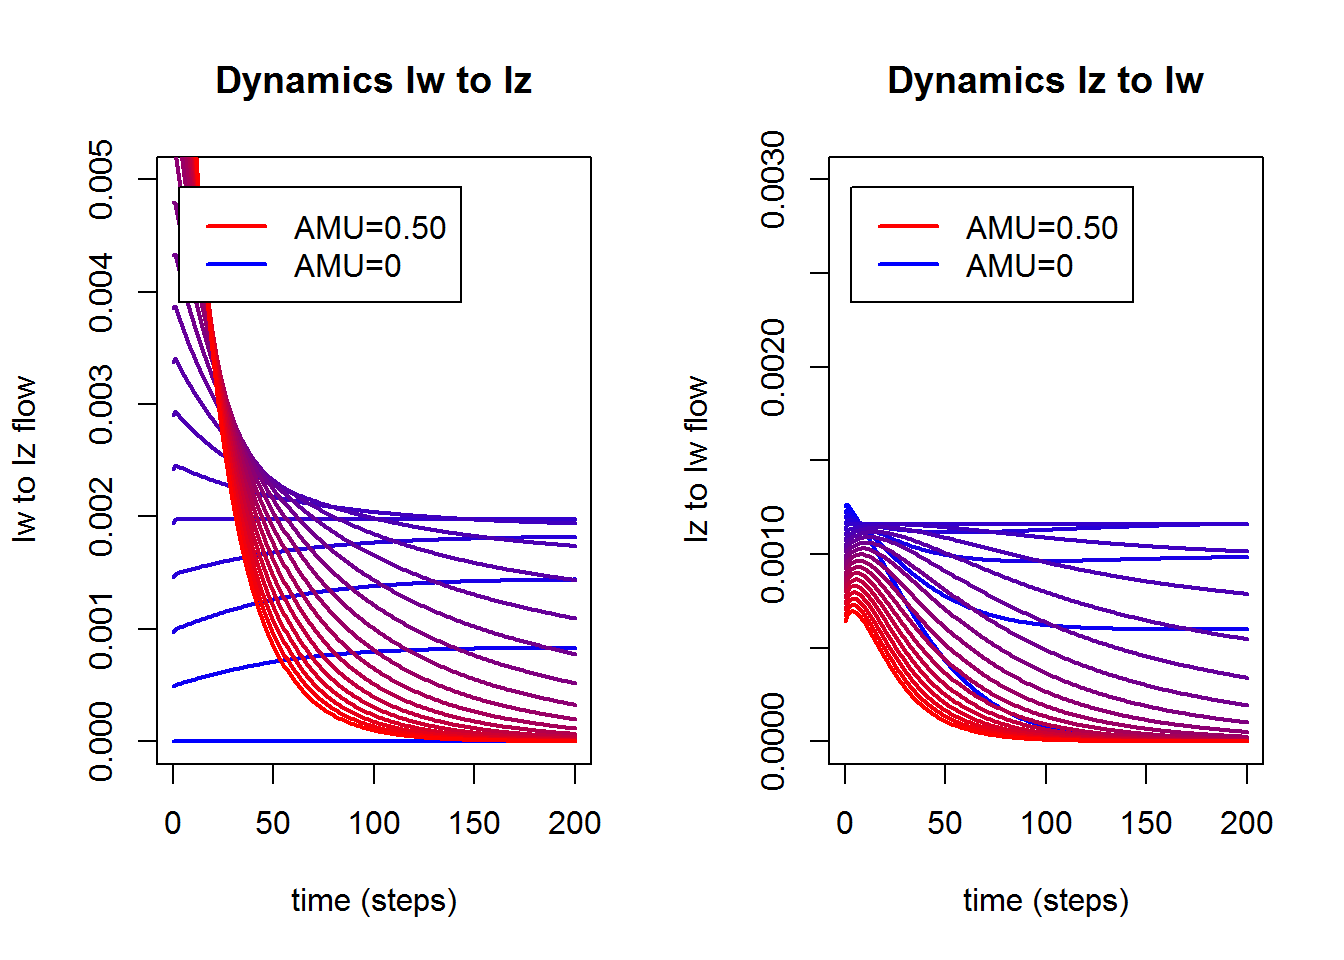 Dynamics Iw to Iz
Iw to Iz flow
0.005
0.004
0.003
0.002
0.001
0.000
AMU=0.50
AMU=0
0 50 100 150 200
time (steps)
Dynamics Iz to Iw
Iz to Iw flow
0.0030
0.0020
0.0010
0.0000
AMU=0.50
AMU=0
0 50 100 150 200
time (steps)